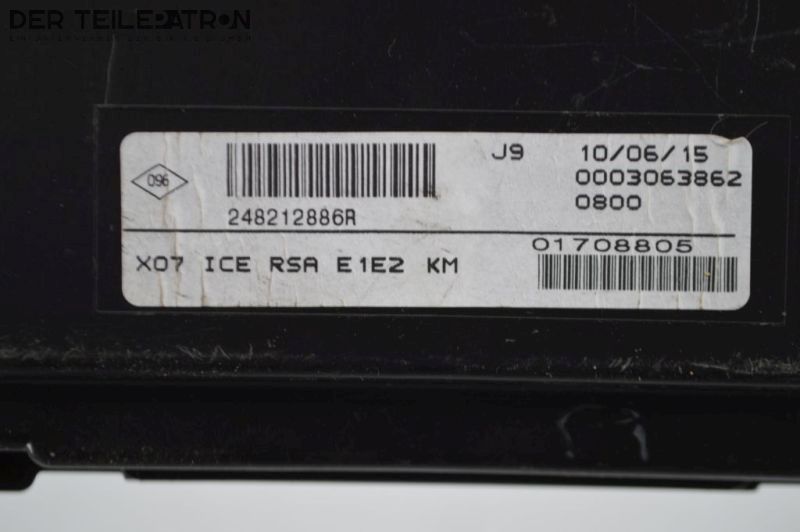 DER TEILEPATRON
J9 10/06/15
096
0003063862
248212886R
0800
01708805
X07 ICE RSA E1E2 KM